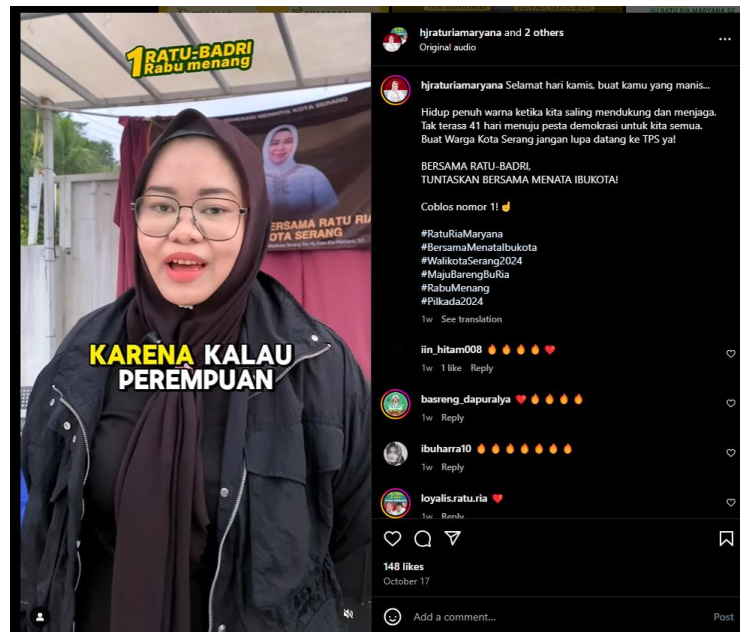 1 RATU-BADRI
Rabu menang
KOTA SERANG
BERSAMA RATU RIA
KOTA SERANG
KARENA KALAU
PEREMPUAN
hjraturiamaryana and 2 others
Original audio
hjraturiamaryana Selamat hari kamis, buat kamu yang manis...
Hidup penuh warna ketika kita saling mendukung dan menjaga.
Tak terasa 41 hari menuju pesta demokrasi untuk kita semua.
Buat Warga Kota Serang jangan lupa datang ke TPS ya!
BERSAMA RATU-BADRI,
TUNTASKAN BERSAMA MENATA IBUKOTA!
Coblos nomor 1! ☝
#RatuRiaMaryana
#BersamaMenataIbukota
#WalikotaSerang2024
#MajuBarengBuRia
#RabuMenang
#Pilkada2024
1w See translation
iin_hitam008 🔥🔥🔥🔥❤️
1w 1 like Reply
basreng_dapuralya ❤️🔥🔥🔥🔥
1w Reply
ibuharra10 🔥🔥🔥🔥🔥🔥🔥
1w Reply
loyalis.ratu.ria ❤️
1w Reply
148 likes
October 17
Add a comment...
Post